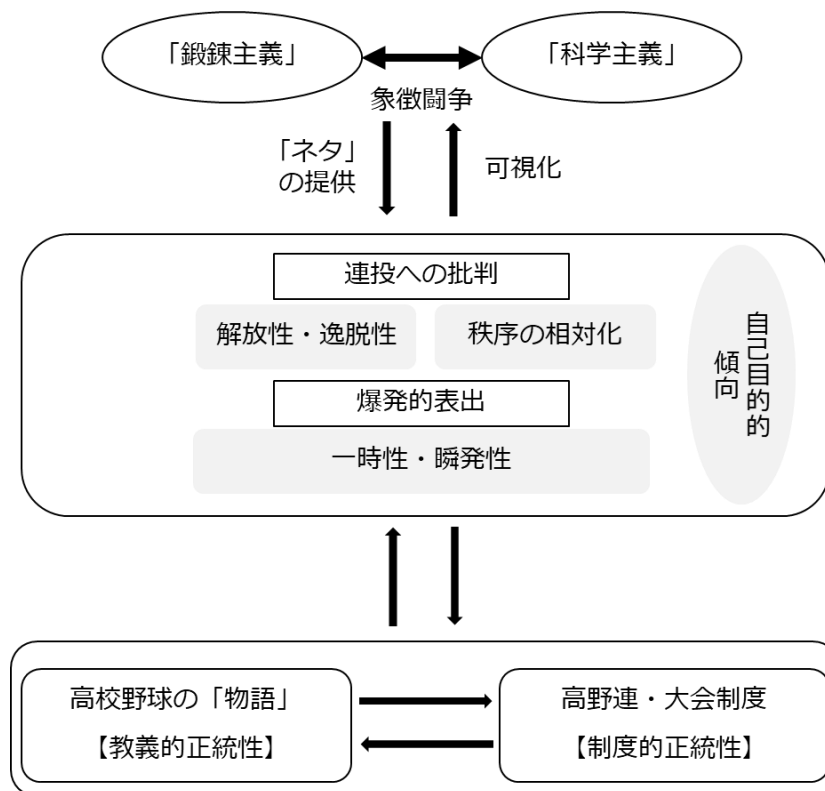 「鍛錬主義」
「科学主義」
象徴闘争
「ネタ」
の提供
可視化
連投への批判
解放性・逸脱性
秩序の相対化
爆発的表出
一時性・瞬発性
自己目的的
傾向
高校野球の「物語」
【教義的正統性】
高野連・大会制度
【制度的正統性】